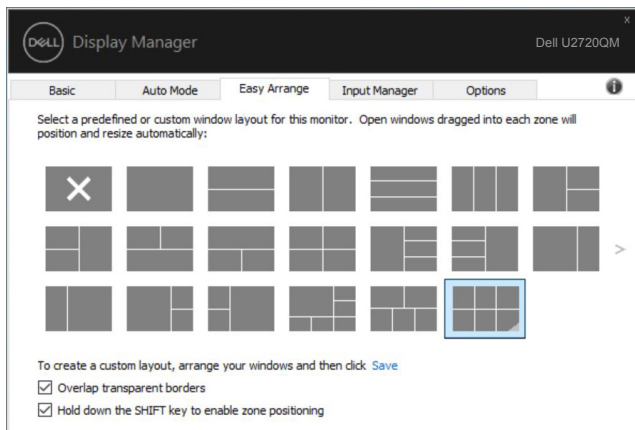 x
DELL Display Manager
Dell U2720QM
Basic Auto Mode Easy Arrange Input Manager Options
Select a predefined or custom window layout for this monitor. Open windows dragged into each zone will
position and resize automatically:
>
To create a custom layout, arrange your windows and then click Save
Overlap transparent borders
Hold down the SHIFT key to enable zone positioning